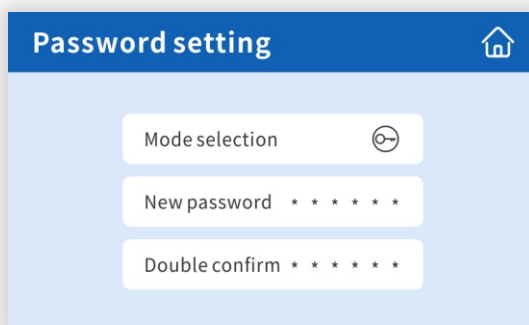 Password setting
Mode selection
New password * * * * * *
Double confirm * * * * * *